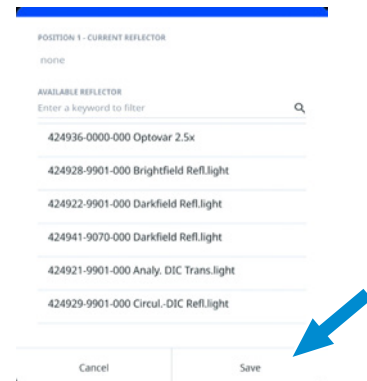 POSITION 1 - CURRENT REFLECTOR
none
AVAILABLE REFLECTOR
Enter a keyword to filter
424936-0000-000 Optovar 2.5x
424928-9901-000 Brightfield Refl.light
424922-9901-000 Darkfield Refl.light
424941-9070-000 Darkfield Refl.light
424921-9901-000 Analy. DIC Trans.light
424929-9901-000 Circul.-DIC Refl.light
Cancel Save